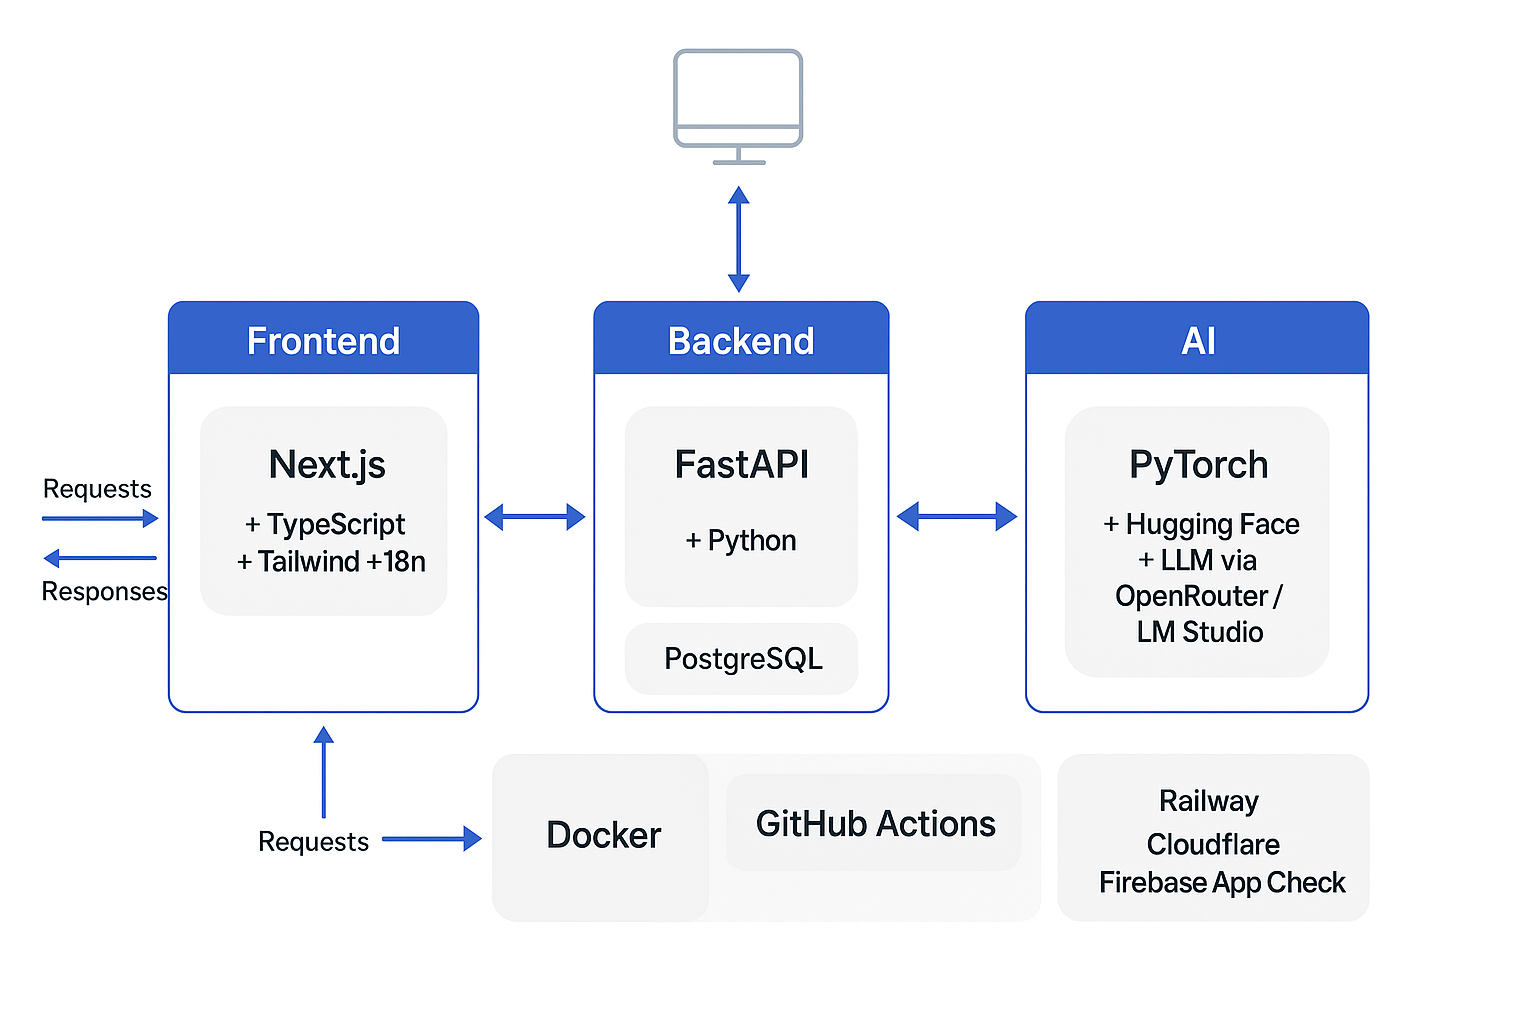 Requests
Responses
Frontend
Next.js
+ TypeScript
+ Tailwind +18n
Backend
FastAPI
+ Python
PostgreSQL
AI
PyTorch
+ Hugging Face
+ LLM via
OpenRouter /
LM Studio
Requests
Docker
GitHub Actions
Railway
Cloudflare
Firebase App Check